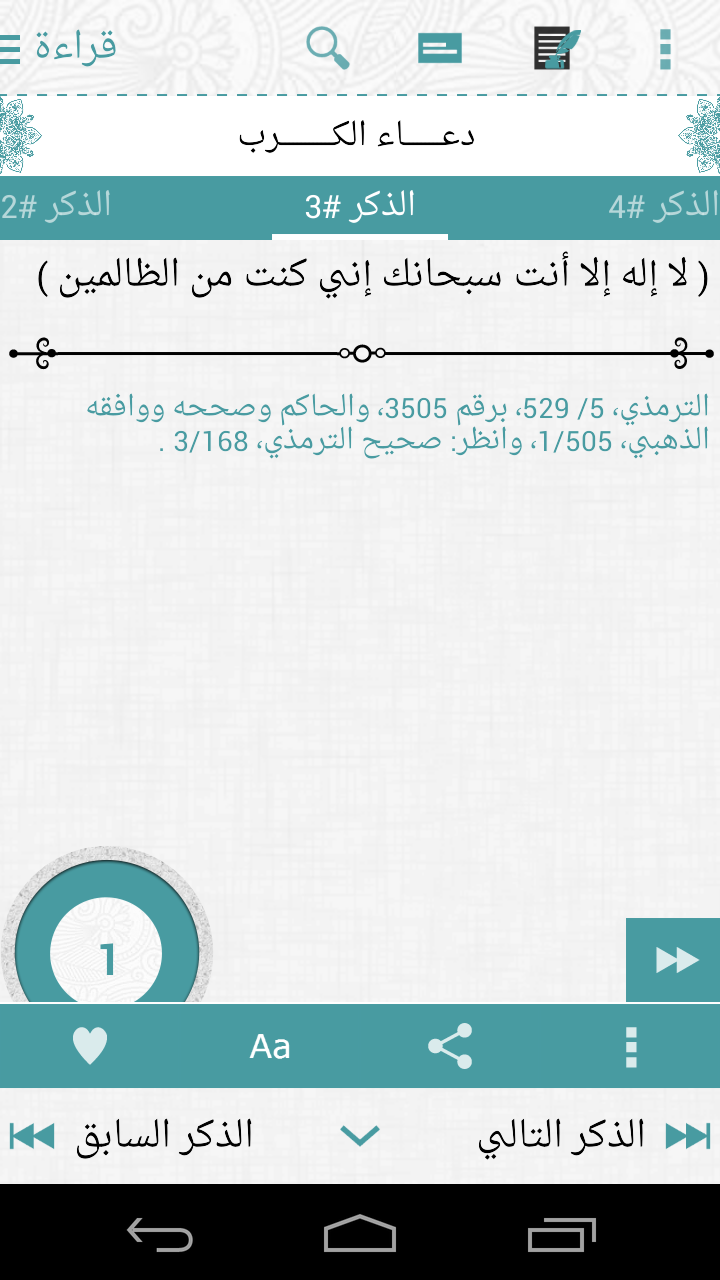 قراءة
دعـــاء الكـــــرب
الذكر #2
الذكر #3
الذكر #4
( لا إله إلا أنت سبحانك إني كنت من الظالمين )
الترمذي، 5/ 529، برقم 3505، والحاكم وصححه ووافقه
الذهبي، 1/505، وانظر: صحيح الترمذي، 3/168 .
1
Aa
الذكر السابق
الذكر التالي